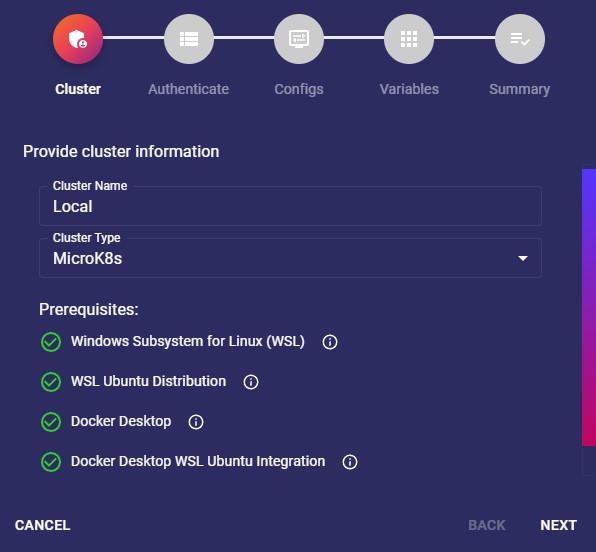 Cluster Authenticate Configs Variables Summary
Provide cluster information
Cluster Name
Local
Cluster Type
MicroK8s
Prerequisites:
Windows Subsystem for Linux (WSL)
WSL Ubuntu Distribution
Docker Desktop
Docker Desktop WSL Ubuntu Integration
CANCEL BACK NEXT